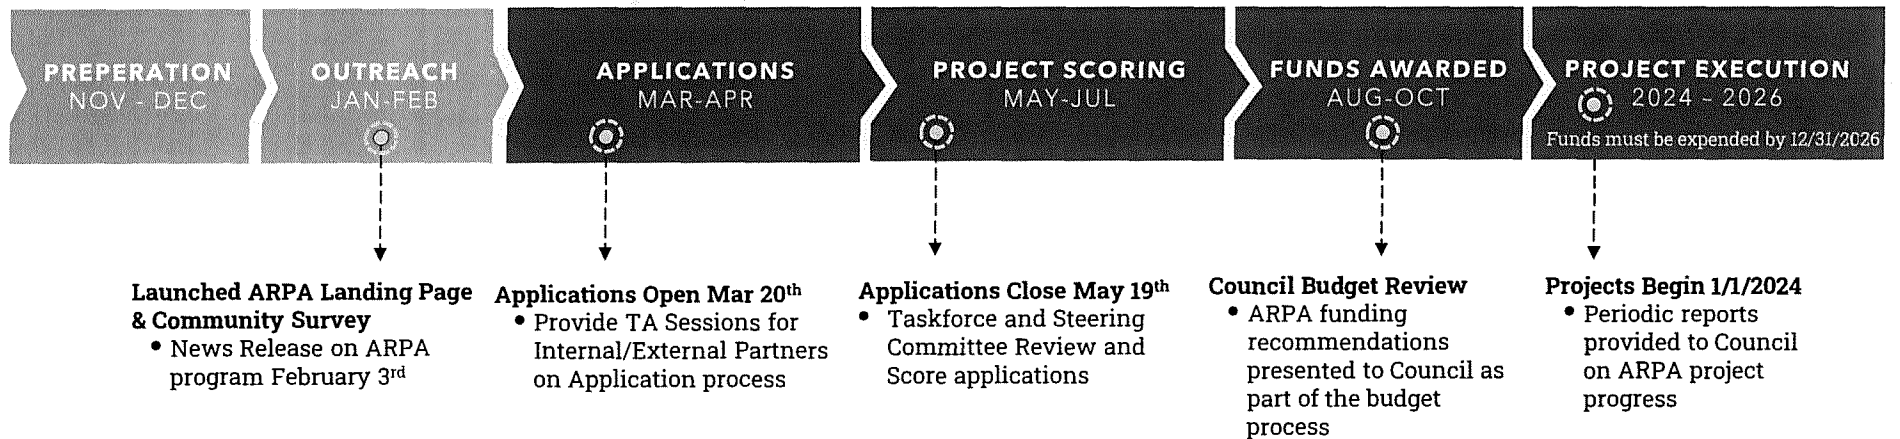 PREPERATION
NOV - DEC
OUTREACH
JAN-FEB
APPLICATIONS
MAR-APR
PROJECT SCORING
MAY-JUL
FUNDS AWARDED
AUG-OCT
PROJECT EXECUTION
2024 - 2026
Funds must be expended by 12/31/2026
Launched ARPA Landing Page
& Community Survey
• News Release on ARPA
program February 3rd
Applications Open Mar 20th
• Provide TA Sessions for
Internal/External Partners
on Application process
Applications Close May 19th
• Taskforce and Steering
Committee Review and
Score applications
Council Budget Review
• ARPA funding
recommendations
presented to Council as
part of the budget
process
Projects Begin 1/1/2024
• Periodic reports
provided to Council
on ARPA project
progress